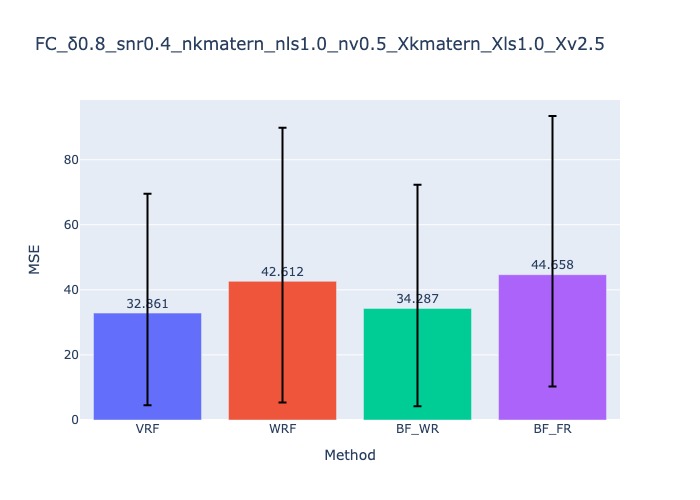 FC_δ0.8_snr0.4_nkmatern_nls1.0_nv0.5_Xkmatern_Xls1.0_Xv2.5
MSE
80
60
40
20
0
32.861
42.612
34.287
44.658
VRF
WRF
BF_WR
BF_FR
Method